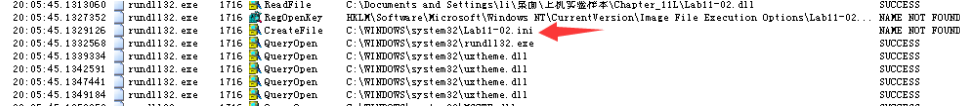 20:05:45.1313060 rundll32.exe 1716 ReadFile C:\Documents and Settings\li\桌面\上机实验样本\Chapter_11L\Lab11-02.dll SUCCESS
20:05:45.1327352 rundll32.exe 1716 RegOpenKey HKLM\Software\Microsoft\Windows NT\CurrentVersion\Image File Execution Options\Lab11-02... NAME NOT FOUND
20:05:45.1329126 rundll32.exe 1716 CreateFile C:\WINDOWS\system32\Lab11-02.ini NAME NOT FOUND
20:05:45.1332568 rundll32.exe 1716 QueryOpen C:\WINDOWS\system32\rundll32.exe SUCCESS
20:05:45.1339334 rundll32.exe 1716 QueryOpen C:\WINDOWS\system32\uxtheme.dll SUCCESS
20:05:45.1342591 rundll32.exe 1716 QueryOpen C:\WINDOWS\system32\uxtheme.dll SUCCESS
20:05:45.1347441 rundll32.exe 1716 QueryOpen C:\WINDOWS\system32\uxtheme.dll SUCCESS
20:05:45.1349184 rundll32.exe 1716 QueryOpen C:\WINDOWS\system32\uxtheme.dll SUCCESS